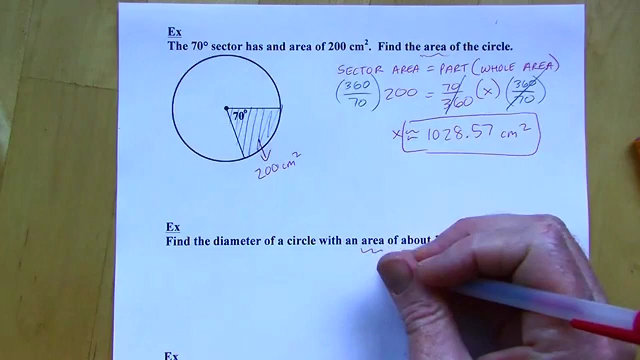 Ex
The 70° sector has and area of 200 cm². Find the area of the circle.
SECTOR AREA = PART (WHOLE AREA)
(360/70) 200 = 70/360 (x) (360/70)
70°
x ≈ 1028.57 cm²
200 cm²
Ex
Find the diameter of a circle with an area of about
Ex